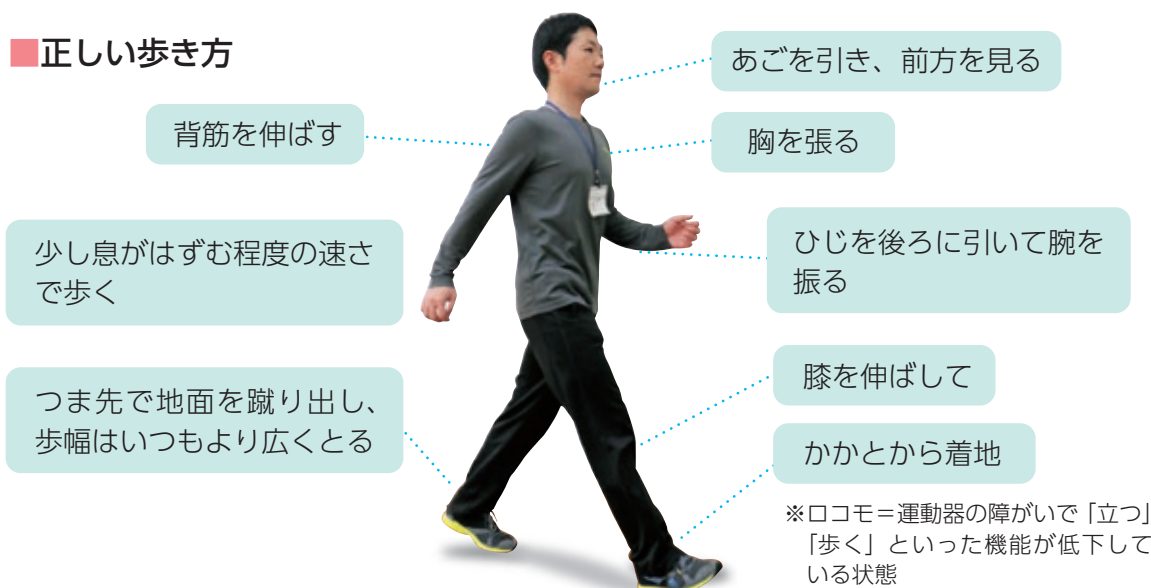 ■正しい歩き方
あごを引き、前方を見る
背筋を伸ばす
胸を張る
少し息がはずむ程度の速さ
で歩く
ひじを後ろに引いて腕を
振る
膝を伸ばして
つま先で地面を蹴り出し、
歩幅はいつもより広くとる
かかとから着地
※ロコモ＝運動器の障がいで「立つ」
「歩く」といった機能が低下して
いる状態